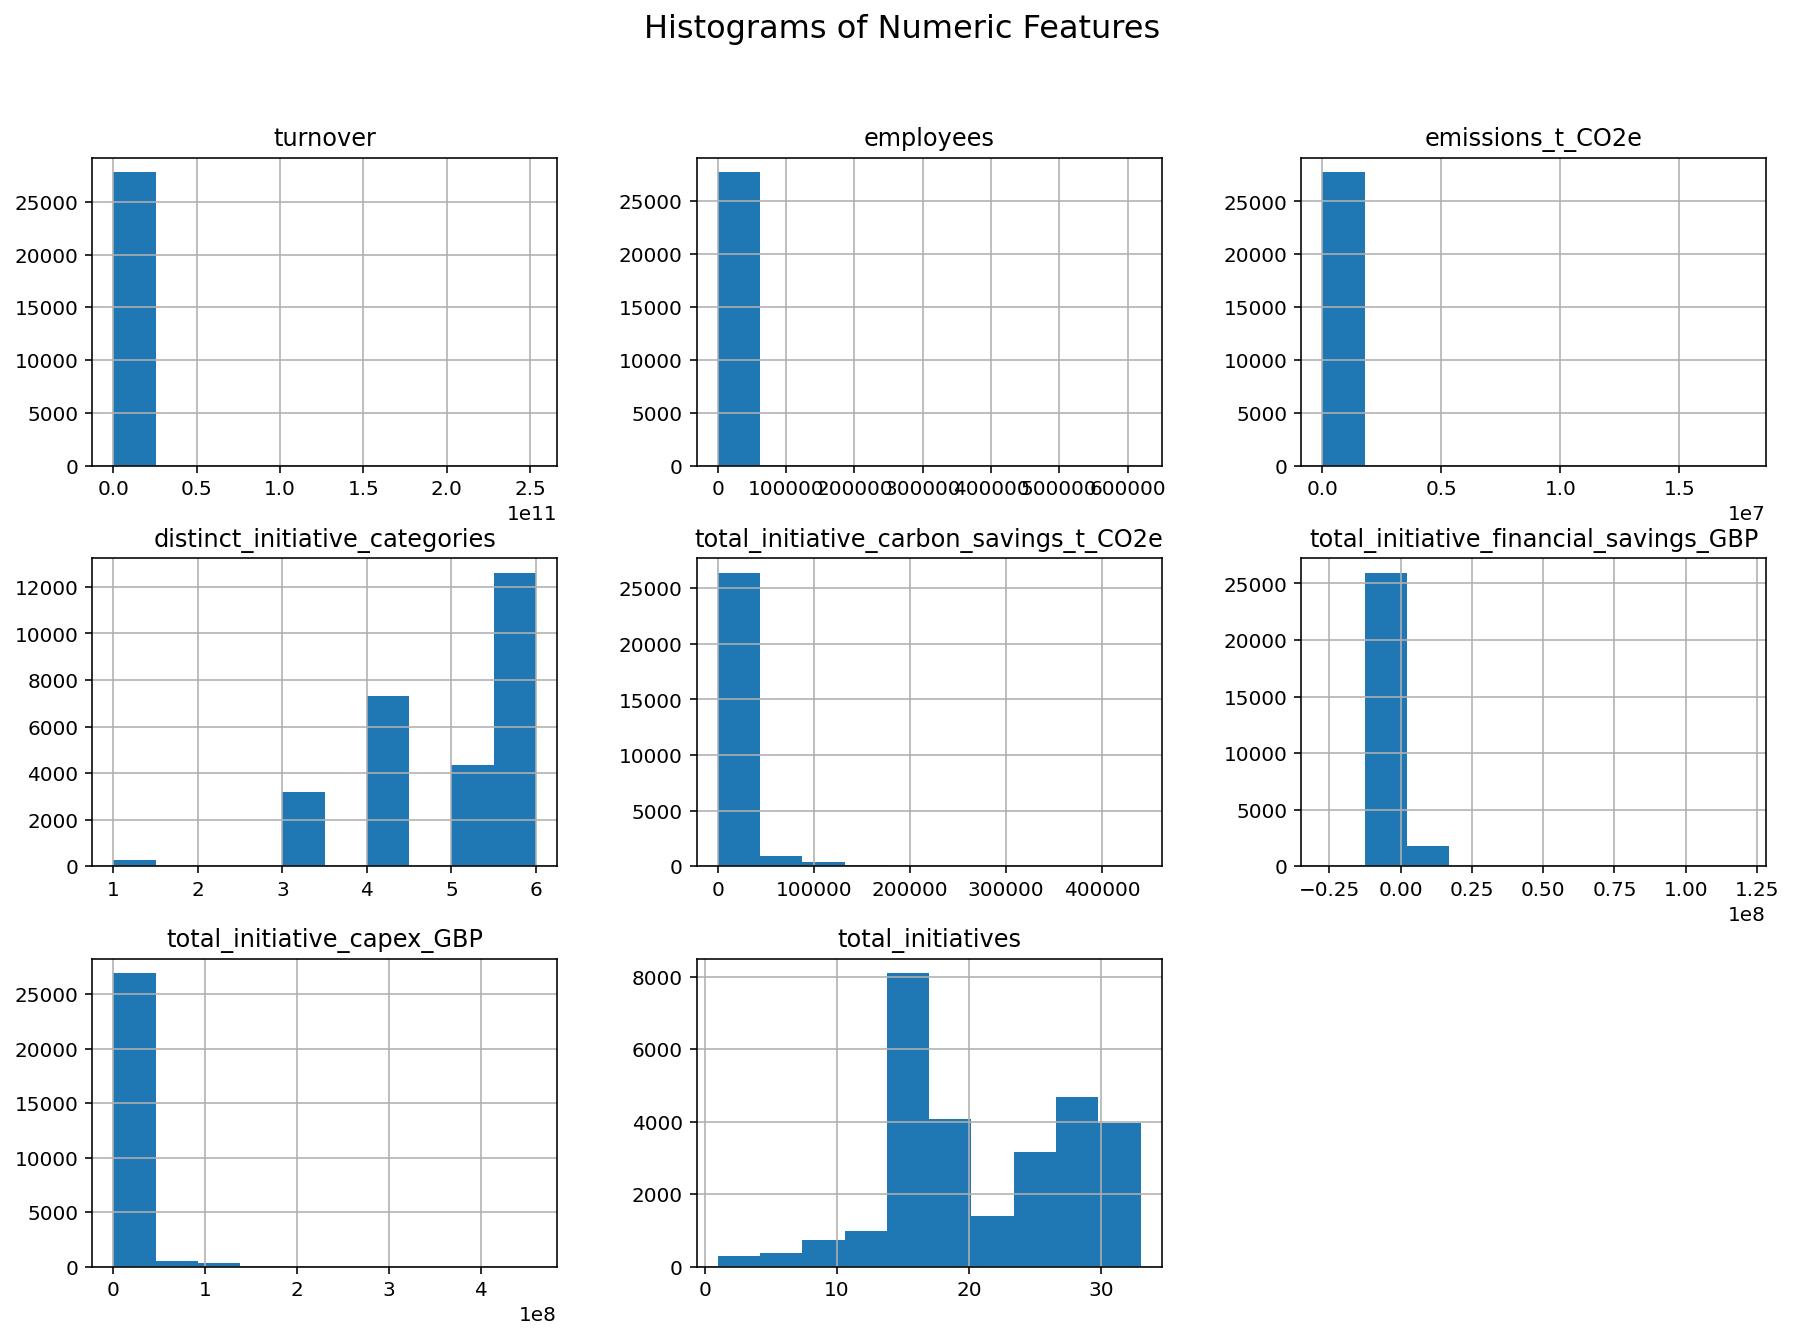 Histograms of Numeric Features
turnover
25000
20000
15000
10000
5000
0
0.0 0.5 1.0 1.5 2.0 2.5
1e11
employees
25000
20000
15000
10000
5000
0
0 100000 200000 300000 400000 500000 600000
emissions_t_CO2e
25000
20000
15000
10000
5000
0
0.0 0.5 1.0 1.5
1e7
distinct_initiative_categories
12000
10000
8000
6000
4000
2000
0
1 2 3 4 5 6
total_initiative_carbon_savings_t_CO2e
25000
20000
15000
10000
5000
0
0 100000 200000 300000 400000
total_initiative_financial_savings_GBP
25000
20000
15000
10000
5000
0
−0.25 0.00 0.25 0.50 0.75 1.00 1.25
1e8
total_initiative_capex_GBP
25000
20000
15000
10000
5000
0
0 1 2 3 4
1e8
total_initiatives
8000
6000
4000
2000
0
0 10 20 30